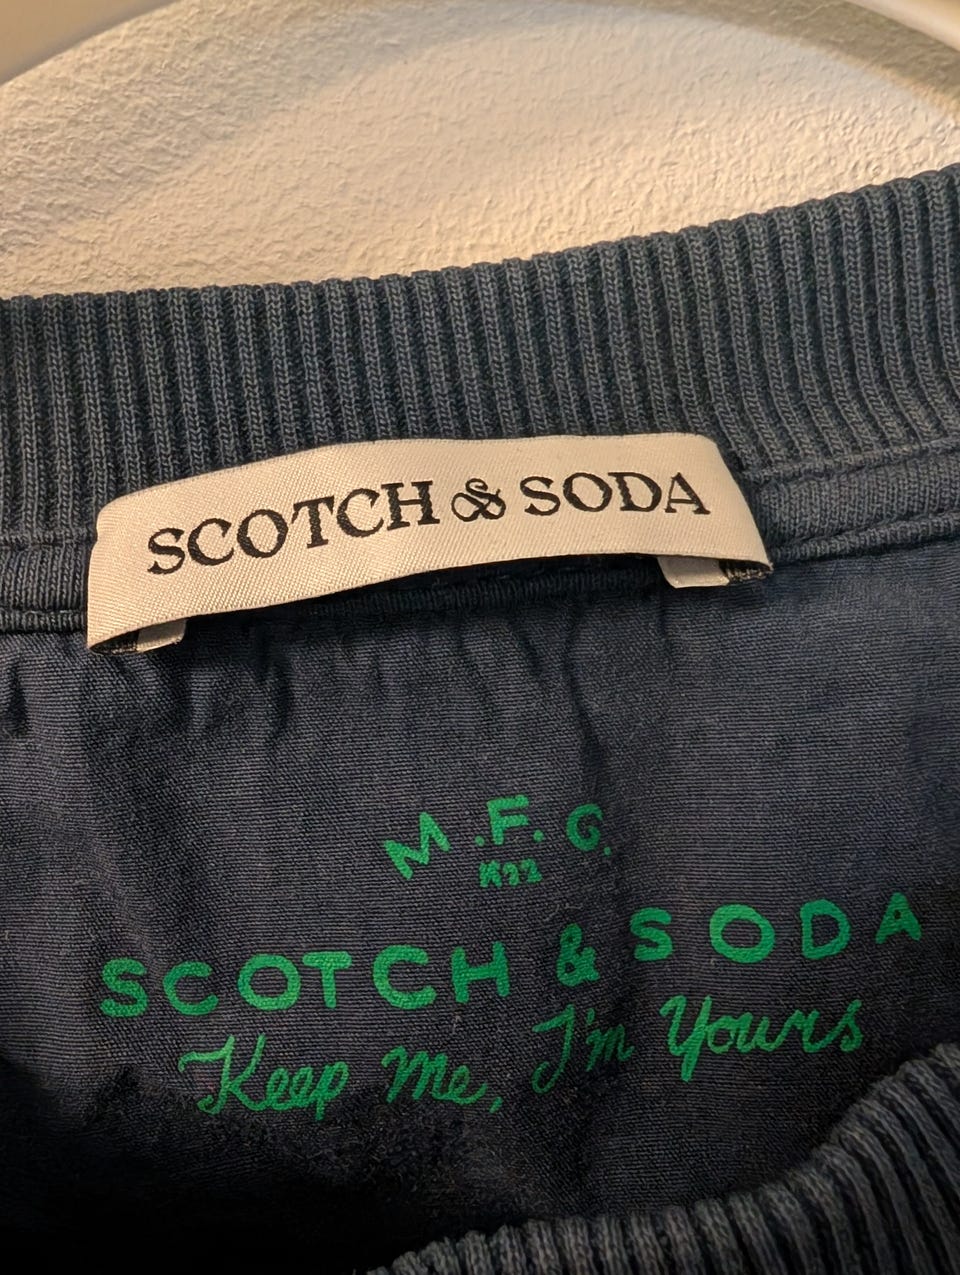 SCOTCH & SODA
M.F.G.
SCOTCH & SODA
Keep Me, I'm Yours